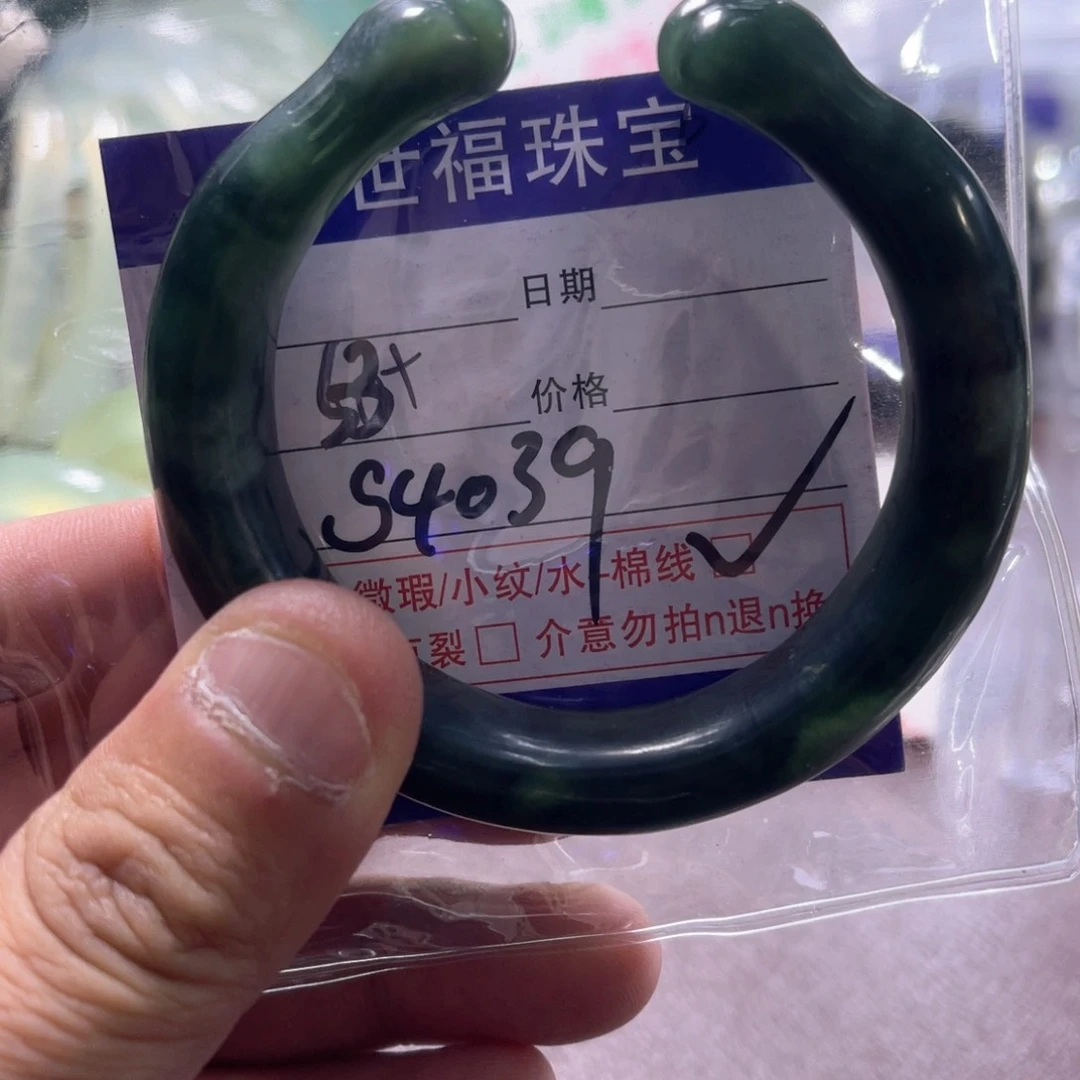 世福珠宝
日期
53+
价格
S4039
微瑕/小纹/水-棉线
裂 介意勿拍n退n换